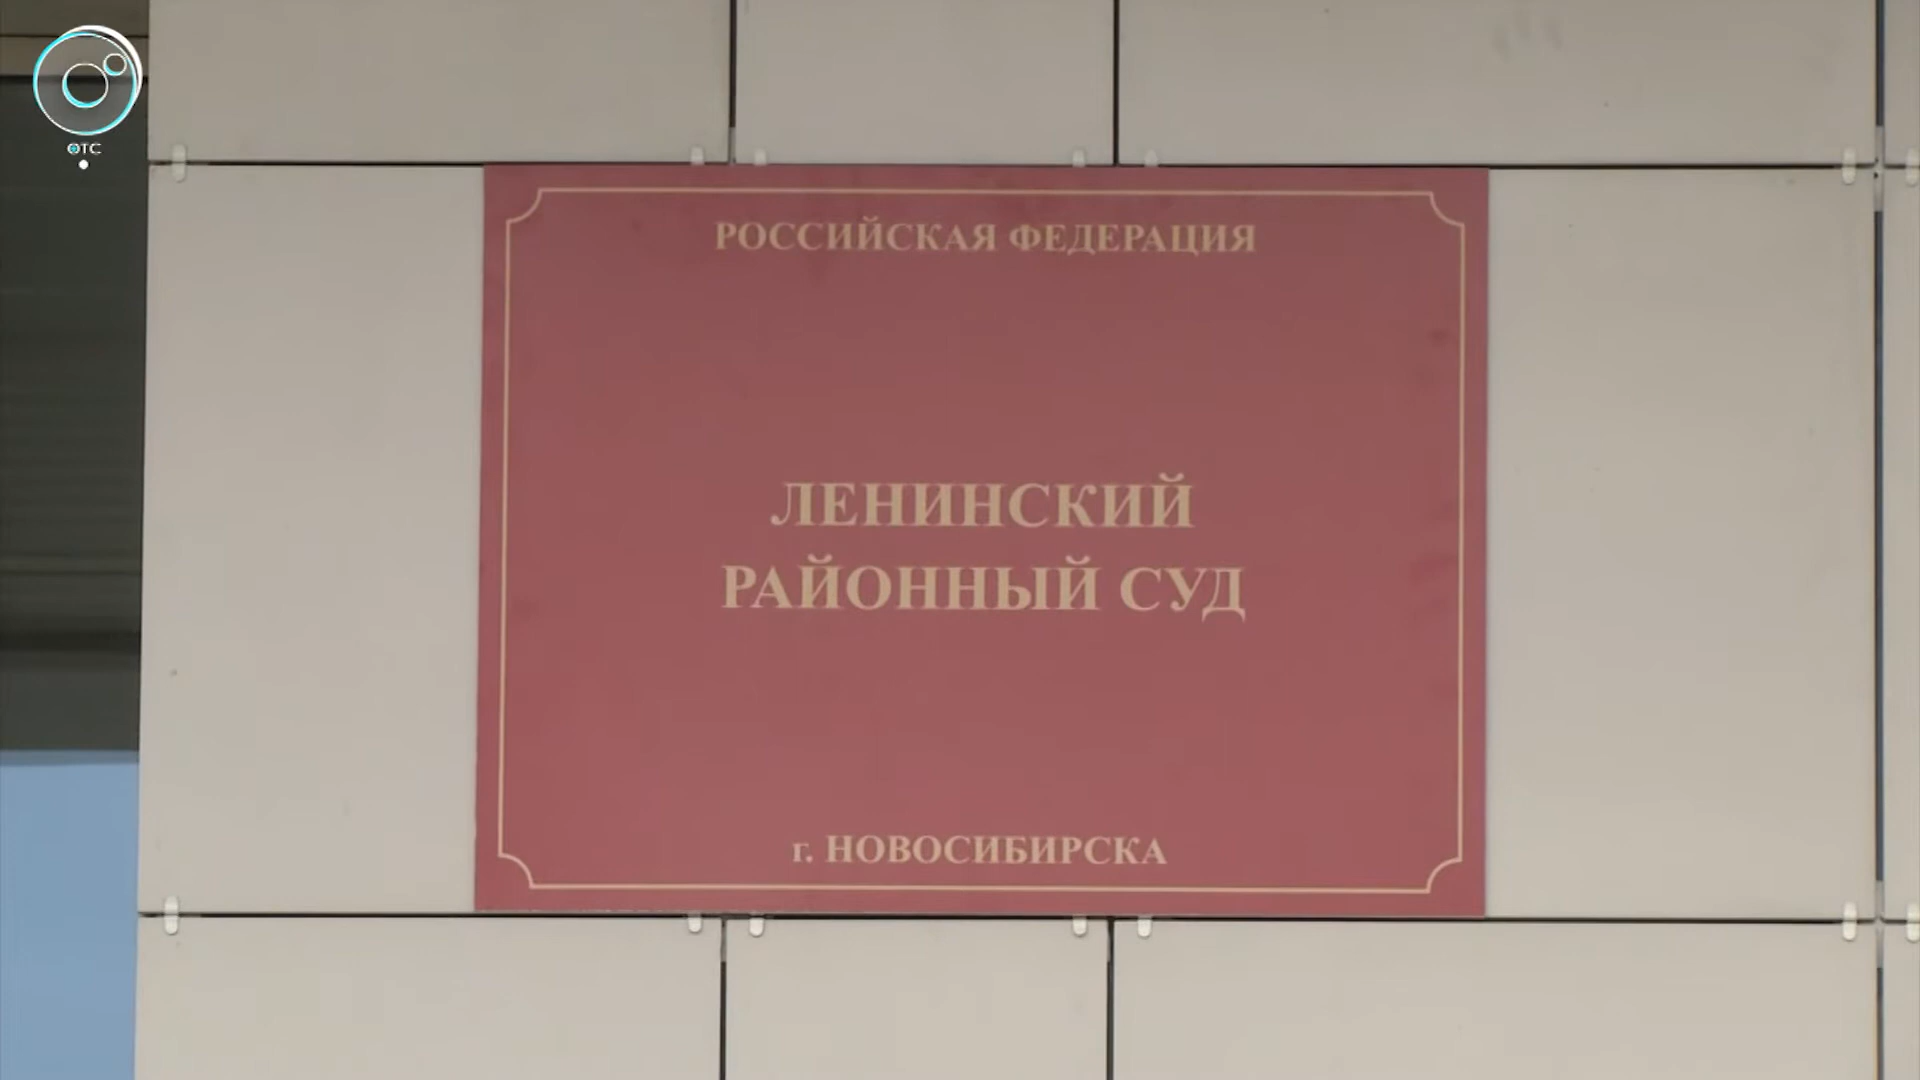 ОТС
РОССИЙСКАЯ ФЕДЕРАЦИЯ
ЛЕНИНСКИЙ
РАЙОННЫЙ СУД
г. НОВОСИБИРСКА